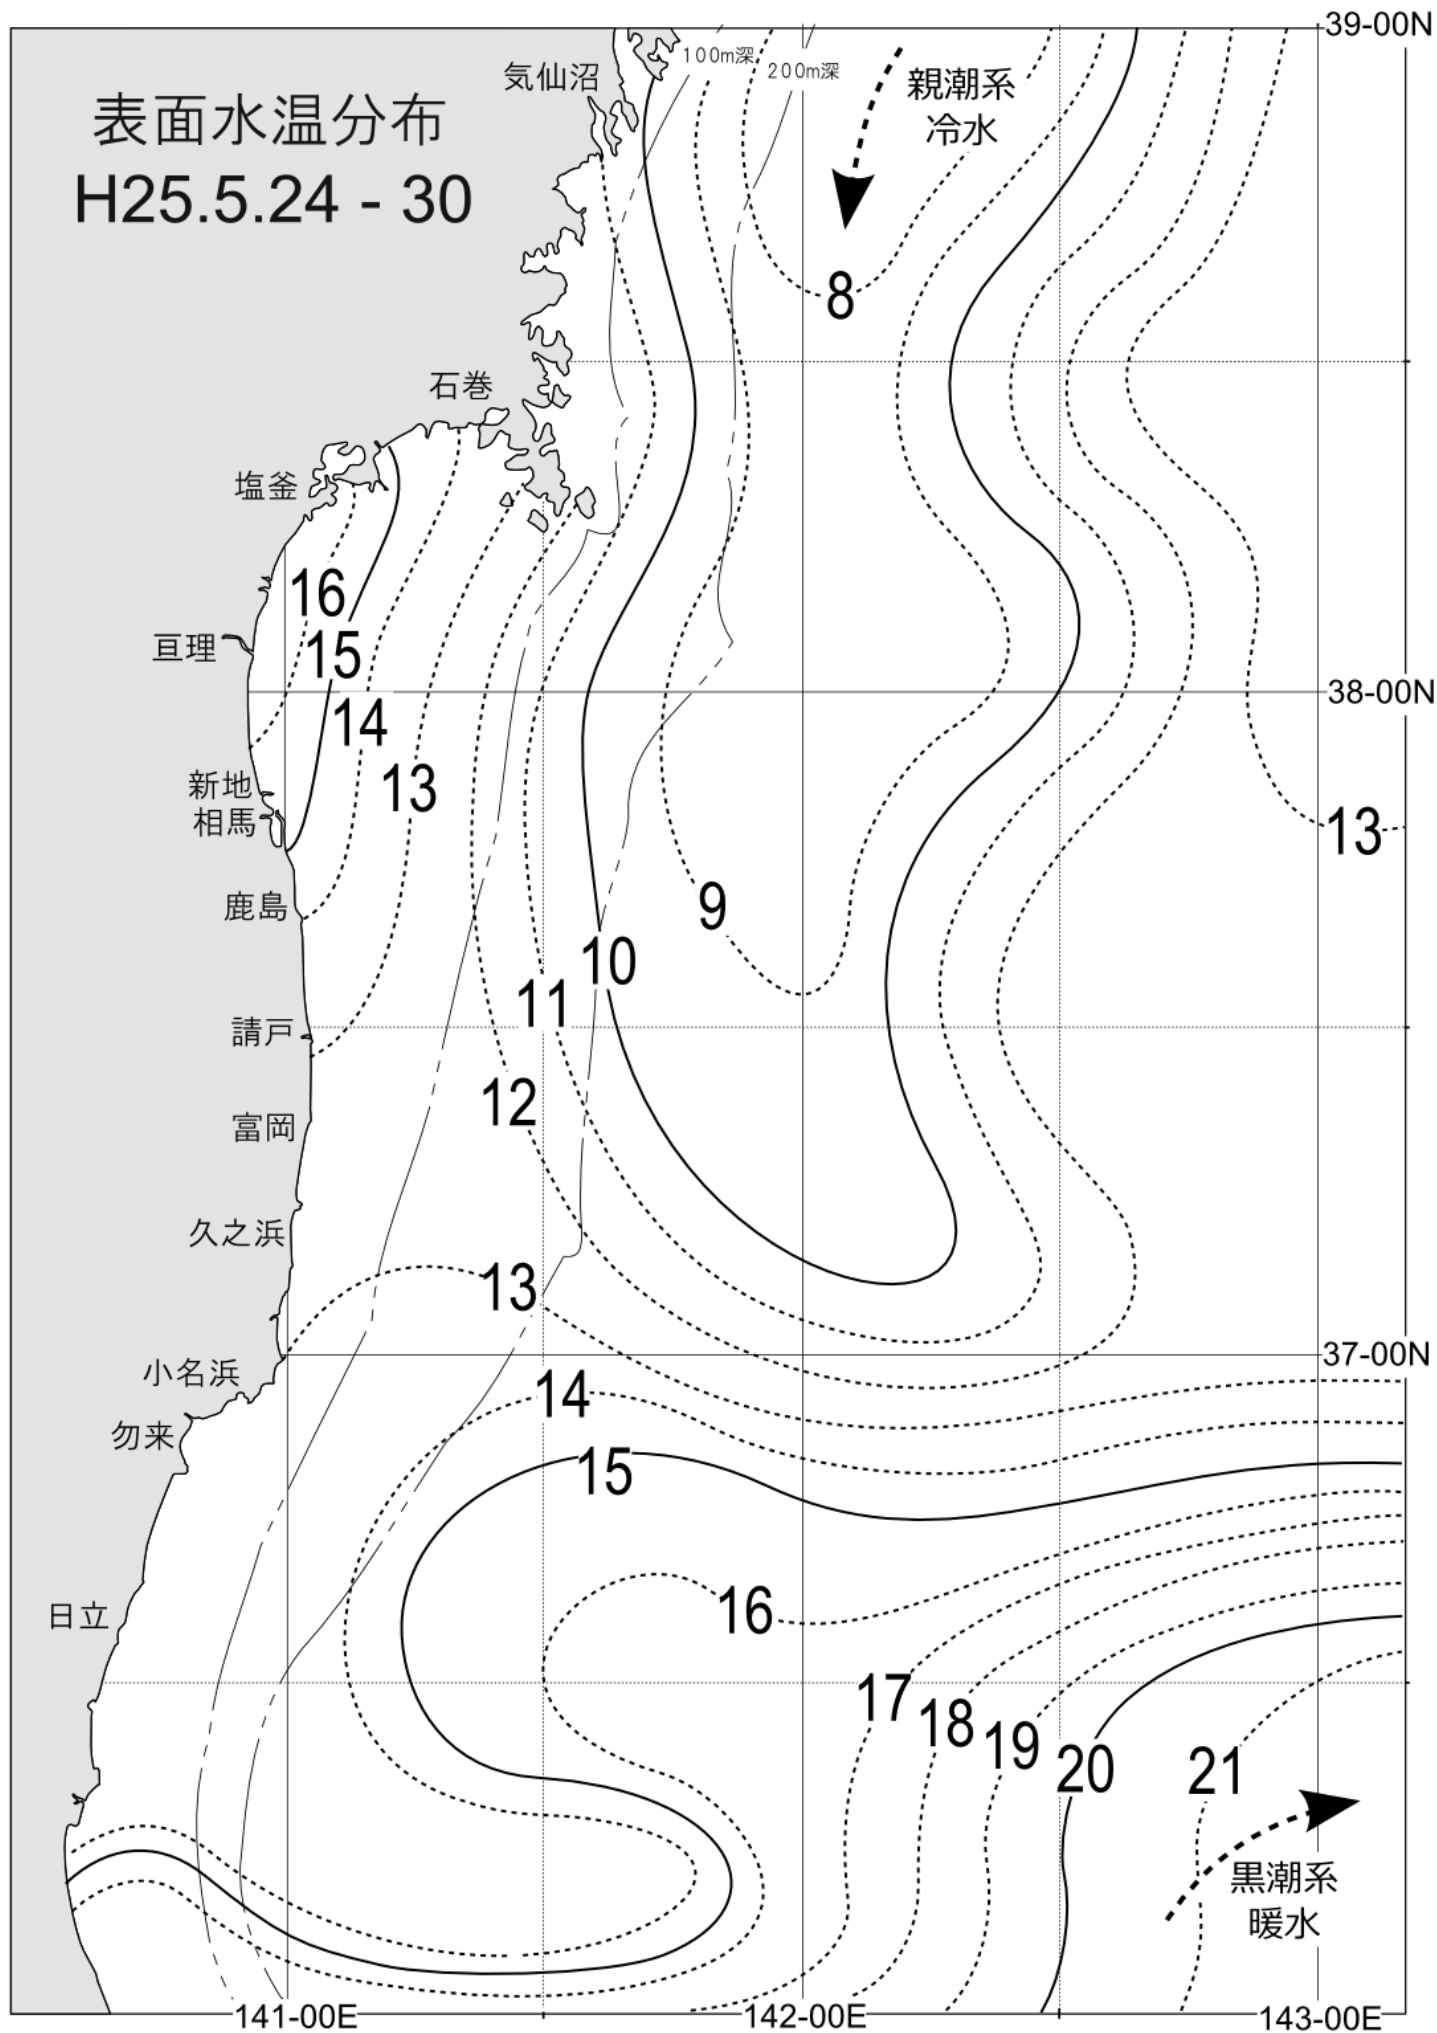 39-00N
100m深
200m深
気仙沼
親潮系
冷水
表面水温分布
H25.5.24 - 30
8
石巻
塩釜
16
亘理
15
38-00N
14
新地
13
相馬
13
鹿島
9
10
11
請戸
12
富岡
久之浜
13
37-00N
小名浜
14
勿来
15
日立
16
17
18
19
20
21
黒潮系
暖水
141-00E
142-00E
143-00E